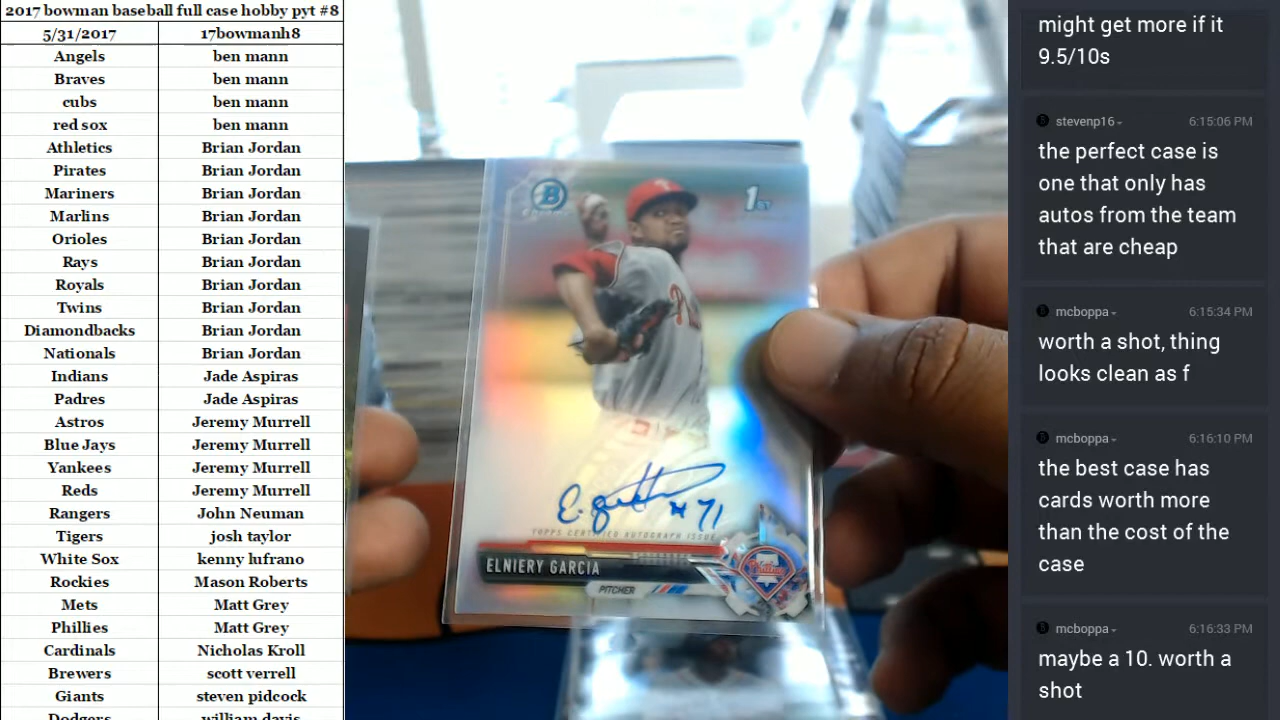 2017 bowman baseball full case hobby pyt #8
5/31/2017 17bowmanh8
Angels ben mann
Braves ben mann
cubs ben mann
red sox ben mann
Athletics Brian Jordan
Pirates Brian Jordan
Mariners Brian Jordan
Marlins Brian Jordan
Orioles Brian Jordan
Rays Brian Jordan
Royals Brian Jordan
Twins Brian Jordan
Diamondbacks Brian Jordan
Nationals Brian Jordan
Indians Jade Aspiras
Padres Jade Aspiras
Astros Jeremy Murrell
Blue Jays Jeremy Murrell
Yankees Jeremy Murrell
Reds Jeremy Murrell
Rangers John Neuman
Tigers josh taylor
White Sox kenny lufrano
Rockies Mason Roberts
Mets Matt Grey
Phillies Matt Grey
Cardinals Nicholas Kroll
Brewers scott verrell
Giants steven pidcock
Dodgers william davis
B
1ST
#71
TOPPS CERTIFIED AUTOGRAPH ISSUE
ELNIERY GARCIA
PITCHER
Phillies
might get more if it
9.5/10s
stevenp16 6:15:06 PM
the perfect case is
one that only has
autos from the team
that are cheap
mcboppa 6:15:34 PM
worth a shot, thing
looks clean as f
mcboppa 6:16:10 PM
the best case has
cards worth more
than the cost of the
case
mcboppa 6:16:33 PM
maybe a 10. worth a
shot